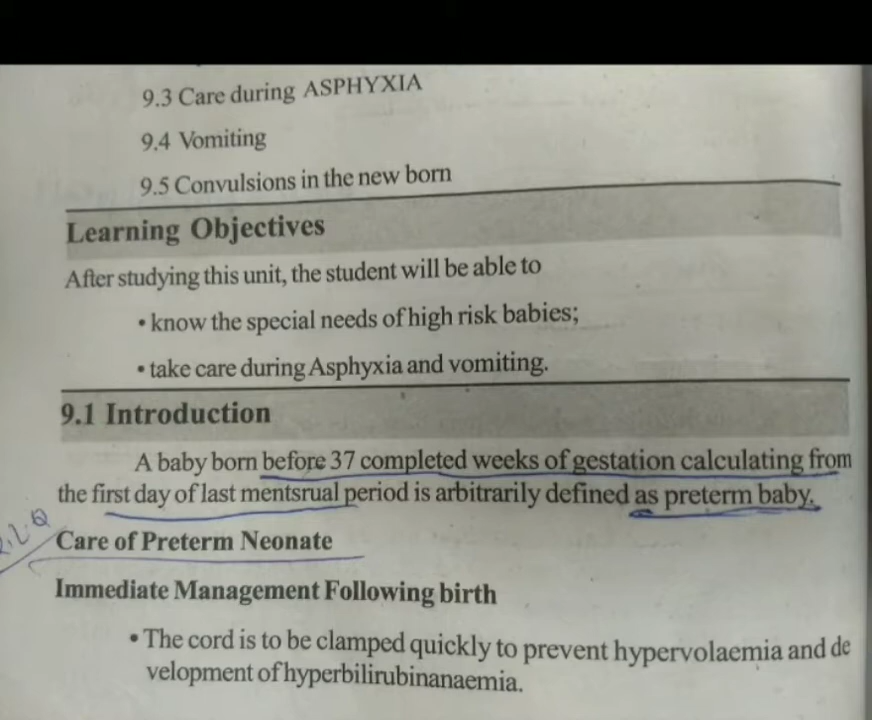 9.3 Care during ASPHYXIA
9.4 Vomiting
9.5 Convulsions in the new born
Learning Objectives
After studying this unit, the student will be able to
• know the special needs of high risk babies;
• take care during Asphyxia and vomiting.
9.1 Introduction
A baby born before 37 completed weeks of gestation calculating from
the first day of last mentsrual period is arbitrarily defined as preterm baby.
Care of Preterm Neonate
Immediate Management Following birth
• The cord is to be clamped quickly to prevent hypervolaemia and de
velopment of hyperbilirubinanaemia.